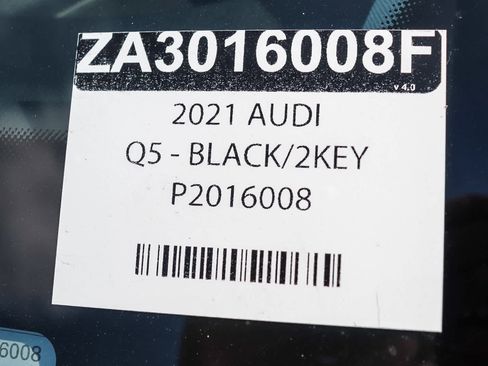 ZA3016008F
v 4.0
2021 AUDI
Q5 - BLACK/2KEY
P2016008
6008